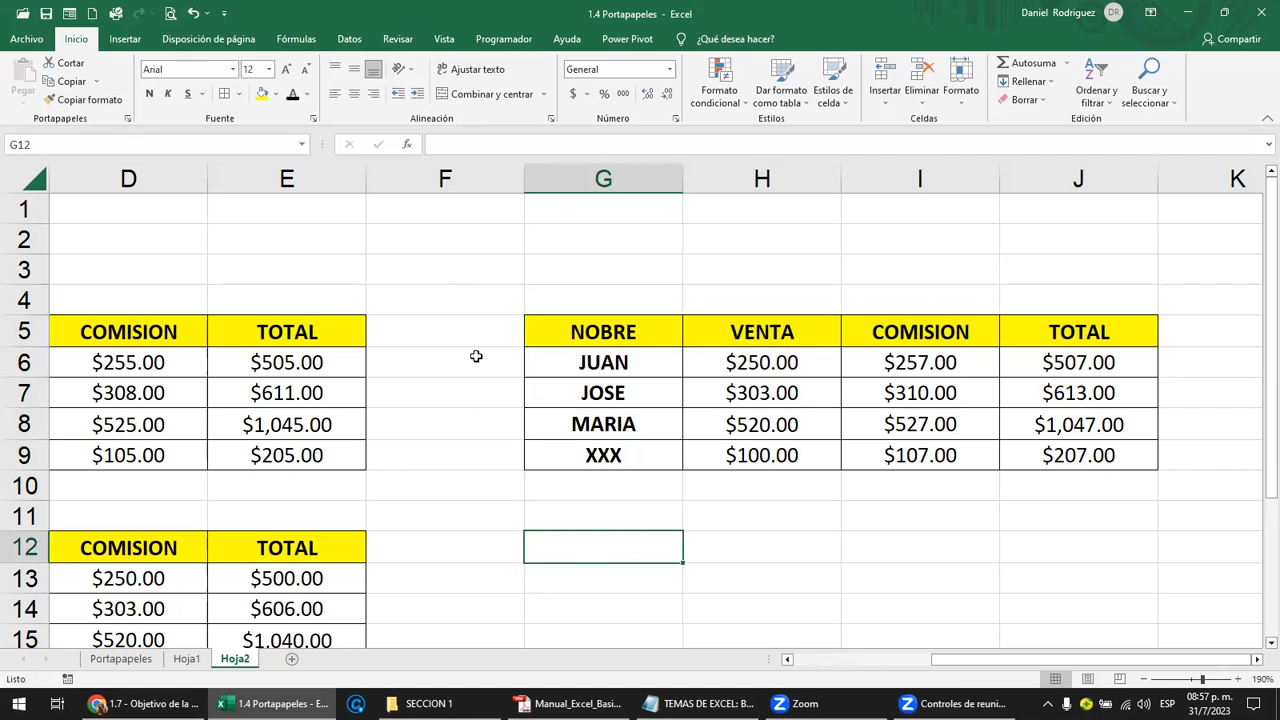 1.4 Portapapeles - Excel
Daniel Rodriguez DR
Archivo Inicio Insertar Disposición de página Fórmulas Datos Revisar Vista Programador Ayuda Power Pivot ¿Qué desea hacer? Compartir
Pegar
Cortar
Copiar
Copiar formato
Arial 12
N K S
Ajustar texto
Combinar y centrar
General
$ % 000
Formato condicional
Dar formato como tabla
Estilos de celda
Insertar Eliminar Formato
Autosuma
Rellenar
Borrar
Ordenar y filtrar
Buscar y seleccionar
Portapapeles Fuente Alineación Número Estilos Celdas Edición
G12 fx
D E F G H I J K
1
2
3
4
5 COMISION TOTAL NOBRE VENTA COMISION TOTAL
6 $255.00 $505.00 JUAN $250.00 $257.00 $507.00
7 $308.00 $611.00 JOSE $303.00 $310.00 $613.00
8 $525.00 $1,045.00 MARIA $520.00 $527.00 $1,047.00
9 $105.00 $205.00 XXX $100.00 $107.00 $207.00
10
11
12 COMISION TOTAL
13 $250.00 $500.00
14 $303.00 $606.00
15 $520.00 $1,040.00
Portapapeles Hoja1 Hoja2
Listo 190%
1.7 - Objetivo de la ... 1.4 Portapapeles - E... SECCION 1 Manual_Excel_Basi... TEMAS DE EXCEL: B... Zoom Controles de reuni... ESP 08:57 p. m.
31/7/2023